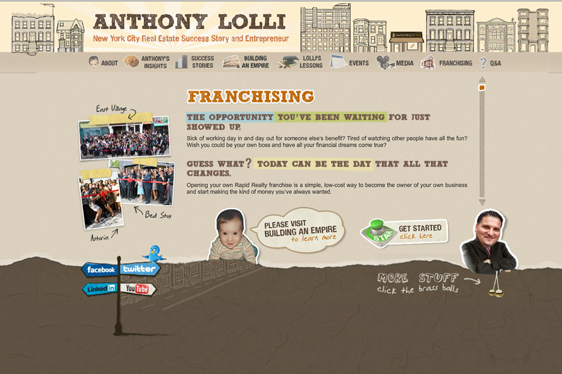 ANTHONY LOLLI
New York City Real Estate Success Story and Entrepreneur
ABOUT
ANTHONY'S INSIGHTS
SUCCESS STORIES
BUILDING AN EMPIRE
LOLLI'S LESSONS
EVENTS
MEDIA
FRANCHISING
Q&A
East Village
Bed Stuy
Astoria
FRANCHISING
THE OPPORTUNITY YOU'VE BEEN WAITING FOR JUST
SHOWED UP.
Sick of working day in and day out for someone else's benefit? Tired of watching other people have all the fun?
Wish you could be your own boss and have all your financial dreams come true?
GUESS WHAT? TODAY CAN BE THE DAY THAT ALL THAT
CHANGES.
Opening your own Rapid Realty franchise is a simple, low-cost way to become the owner of your own business
and start making the kind of money you've always wanted.
PLEASE VISIT
BUILDING AN EMPIRE
to learn more
START
GET STARTED
click here
facebook
twitter
Linked in
You Tube
MORE STUFF
click the brass balls